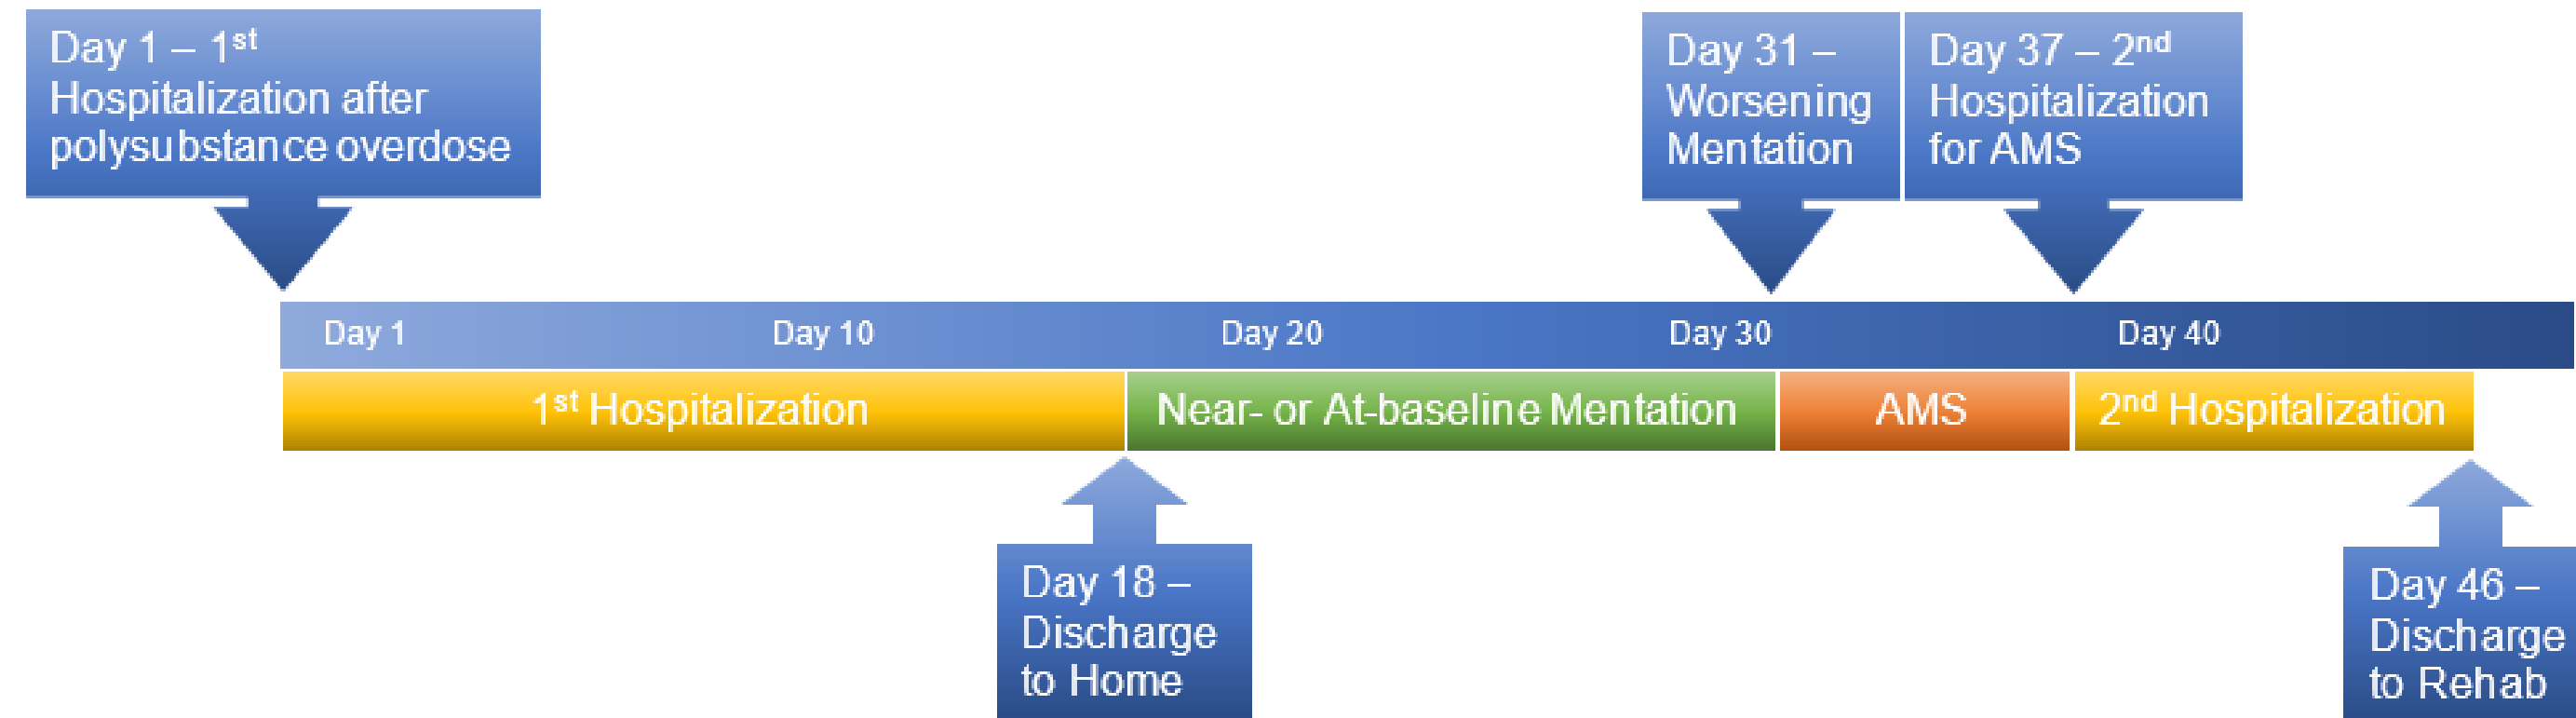 Day 1 – 1st
Hospitalization after
polysubstance overdose
Day 31 –
Worsening
Mentation
Day 37 – 2nd
Hospitalization
for AMS
Day 1
Day 10
Day 20
Day 30
Day 40
1st Hospitalization
Near- or At-baseline Mentation
AMS
2nd Hospitalization
Day 18 –
Discharge
to Home
Day 46 –
Discharge
to Rehab